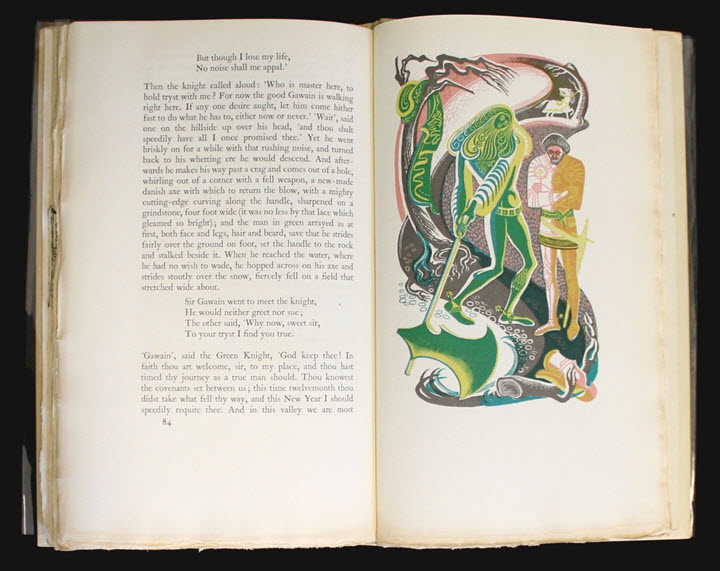 But though I lose my life,
No noise shall me appal.'
Then the knight called aloud: 'Who is master here, to
hold tryst with me? For now the good Gawain is walking
right here. If any one desire aught, let him come hither
fast to do what he has to, either now or never.' 'Wait', said
one on the hillside up over his head, 'and thou shalt
speedily have all I once promised thee.' Yet he went
briskly on for a while with that rushing noise, and turned
back to his whetting ere he would descend. And after-
wards he makes his way past a crag and comes out of a hole,
whirling out of a corner with a fell weapon, a new-made
danish axe with which to return the blow, with a mighty
cutting-edge curving along the handle, sharpened on a
grindstone, four foot wide (it was no less by that lace which
gleamed so bright); and the man in green arrayed as at
first, both face and legs, hair and beard, save that he strides
fairly over the ground on foot, set the handle to the rock
and stalked beside it. When he reached the water, where
he had no wish to wade, he hopped across on his axe and
strides stoutly over the snow, fiercely fell on a field that
stretched wide about.
Sir Gawain went to meet the knight,
He would neither greet nor sue;
The other said, 'Why now, sweet sir,
To your tryst I find you true.
'Gawain', said the Green Knight, 'God keep thee! In
faith thou art welcome, sir, to my place, and thou hast
timed thy journey as a true man should. Thou knowest
the covenants set between us; this time twelvemonth thou
didst take what fell thy way, and this New Year I should
speedily requite thee. And in this valley we are most
84